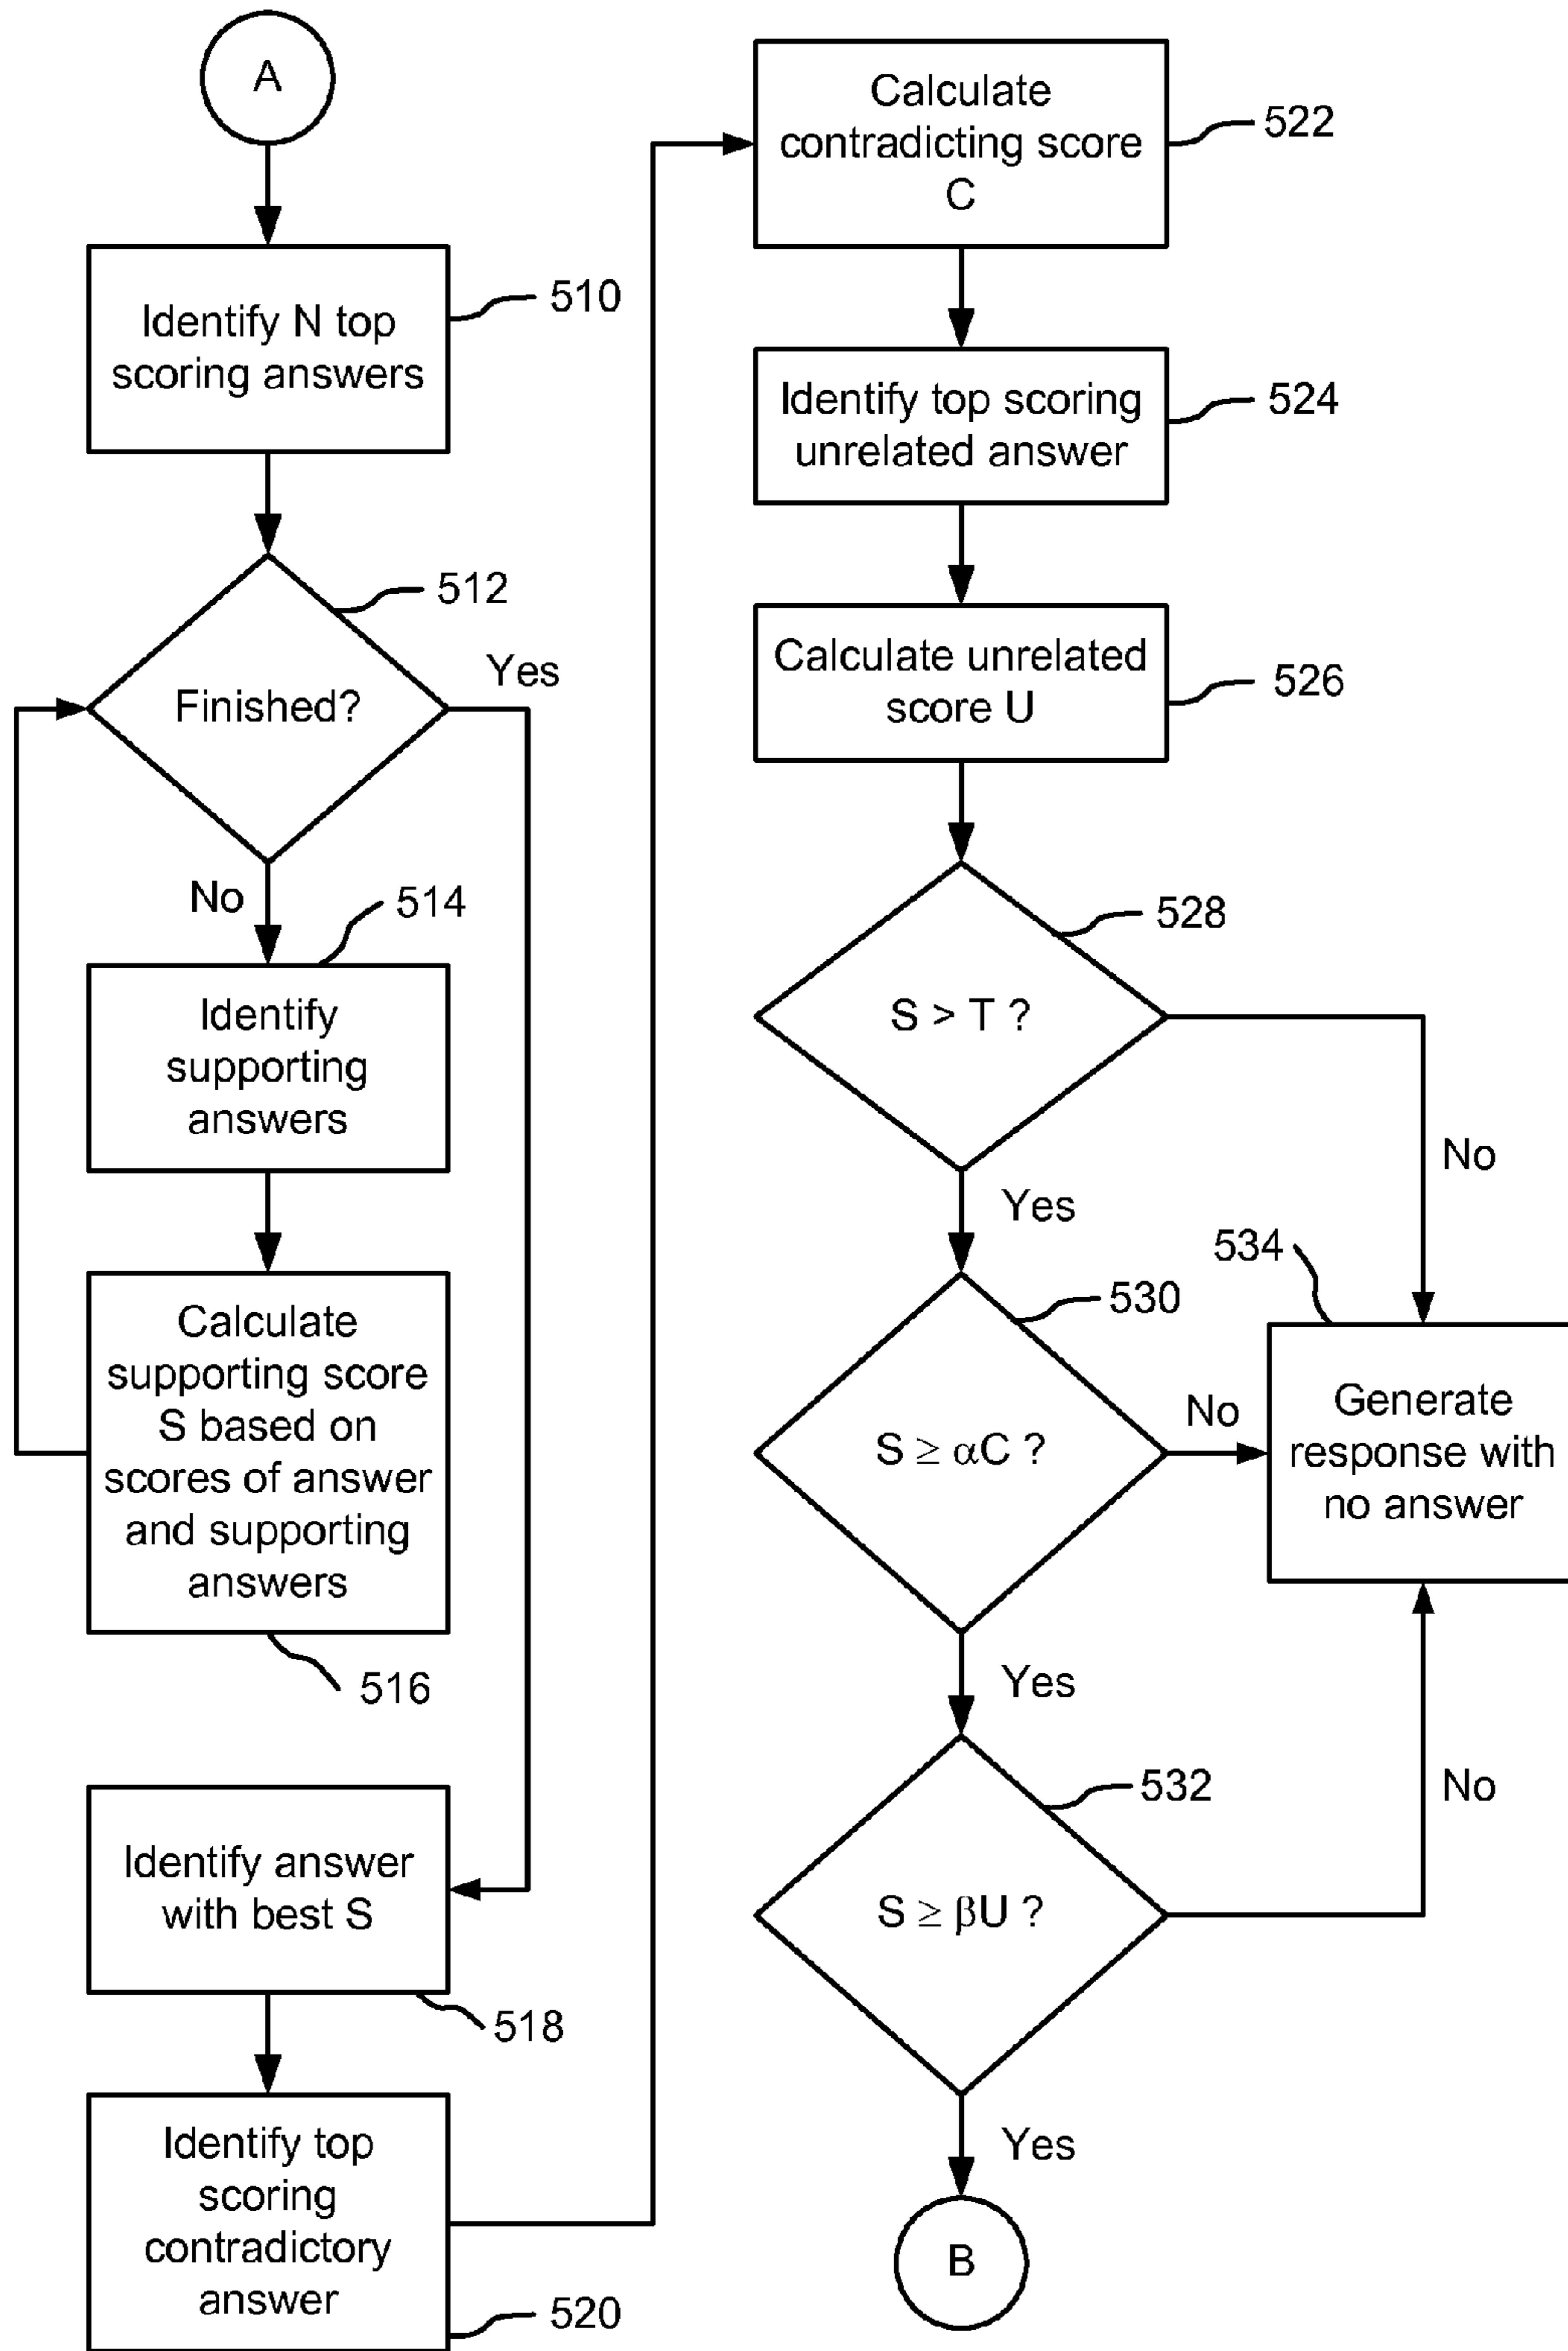 A
Identify N top
scoring answers
510
512
Finished?
Yes
No
514
Identify
supporting
answers
Calculate
supporting score
S based on
scores of answer
and supporting
answers
516
Identify answer
with best S
518
Identify top
scoring
contradictory
answer
520
Calculate
contradicting score
C
522
Identify top scoring
unrelated answer
524
Calculate unrelated
score U
526
528
S > T ?
No
Yes
530
S ≥ αC ?
No
534
Generate
response with
no answer
Yes
532
S ≥ βU ?
No
Yes
B